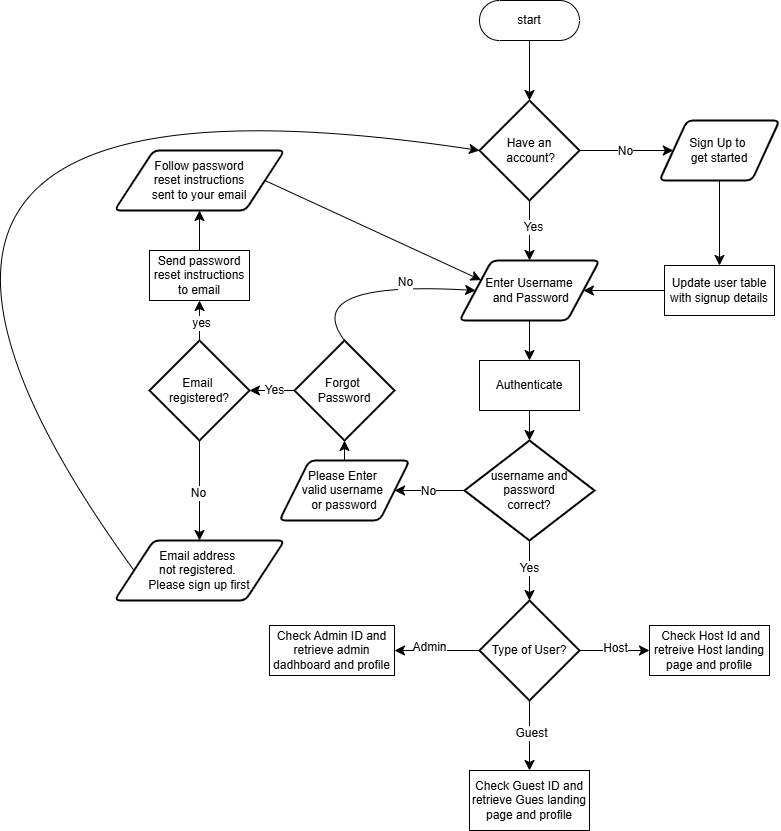 start
Have an
account?
No
Sign Up to
get started
Yes
Follow password
reset instructions
sent to your email
Send password
reset instructions
to email
No
Enter Username
and Password
Update user table
with signup details
yes
Email
registered?
Yes
Forgot
Password
Authenticate
No
Please Enter
valid username
or password
No
username and
password
correct?
Email address
not registered.
Please sign up first
Yes
Check Admin ID and
retrieve admin
dadhboard and profile
Admin
Type of User?
Host
Check Host Id and
retreive Host landing
page and profile
Guest
Check Guest ID and
retrieve Gues landing
page and profile